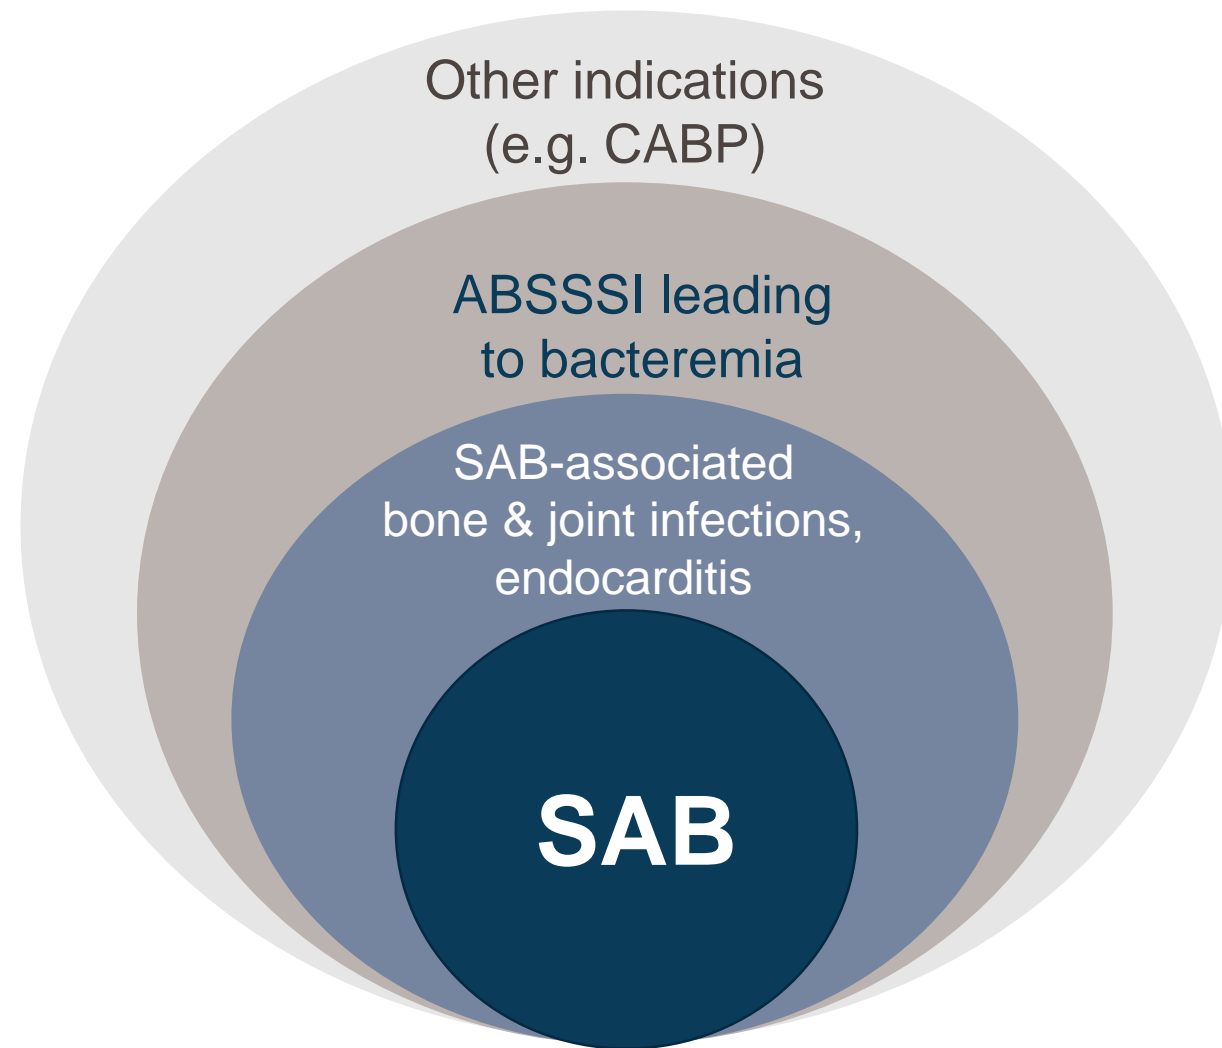 Other indications
(e.g. CABP)
ABSSSI leading
to bacteremia
SAB-associated
bone & joint infections,
endocarditis
SAB